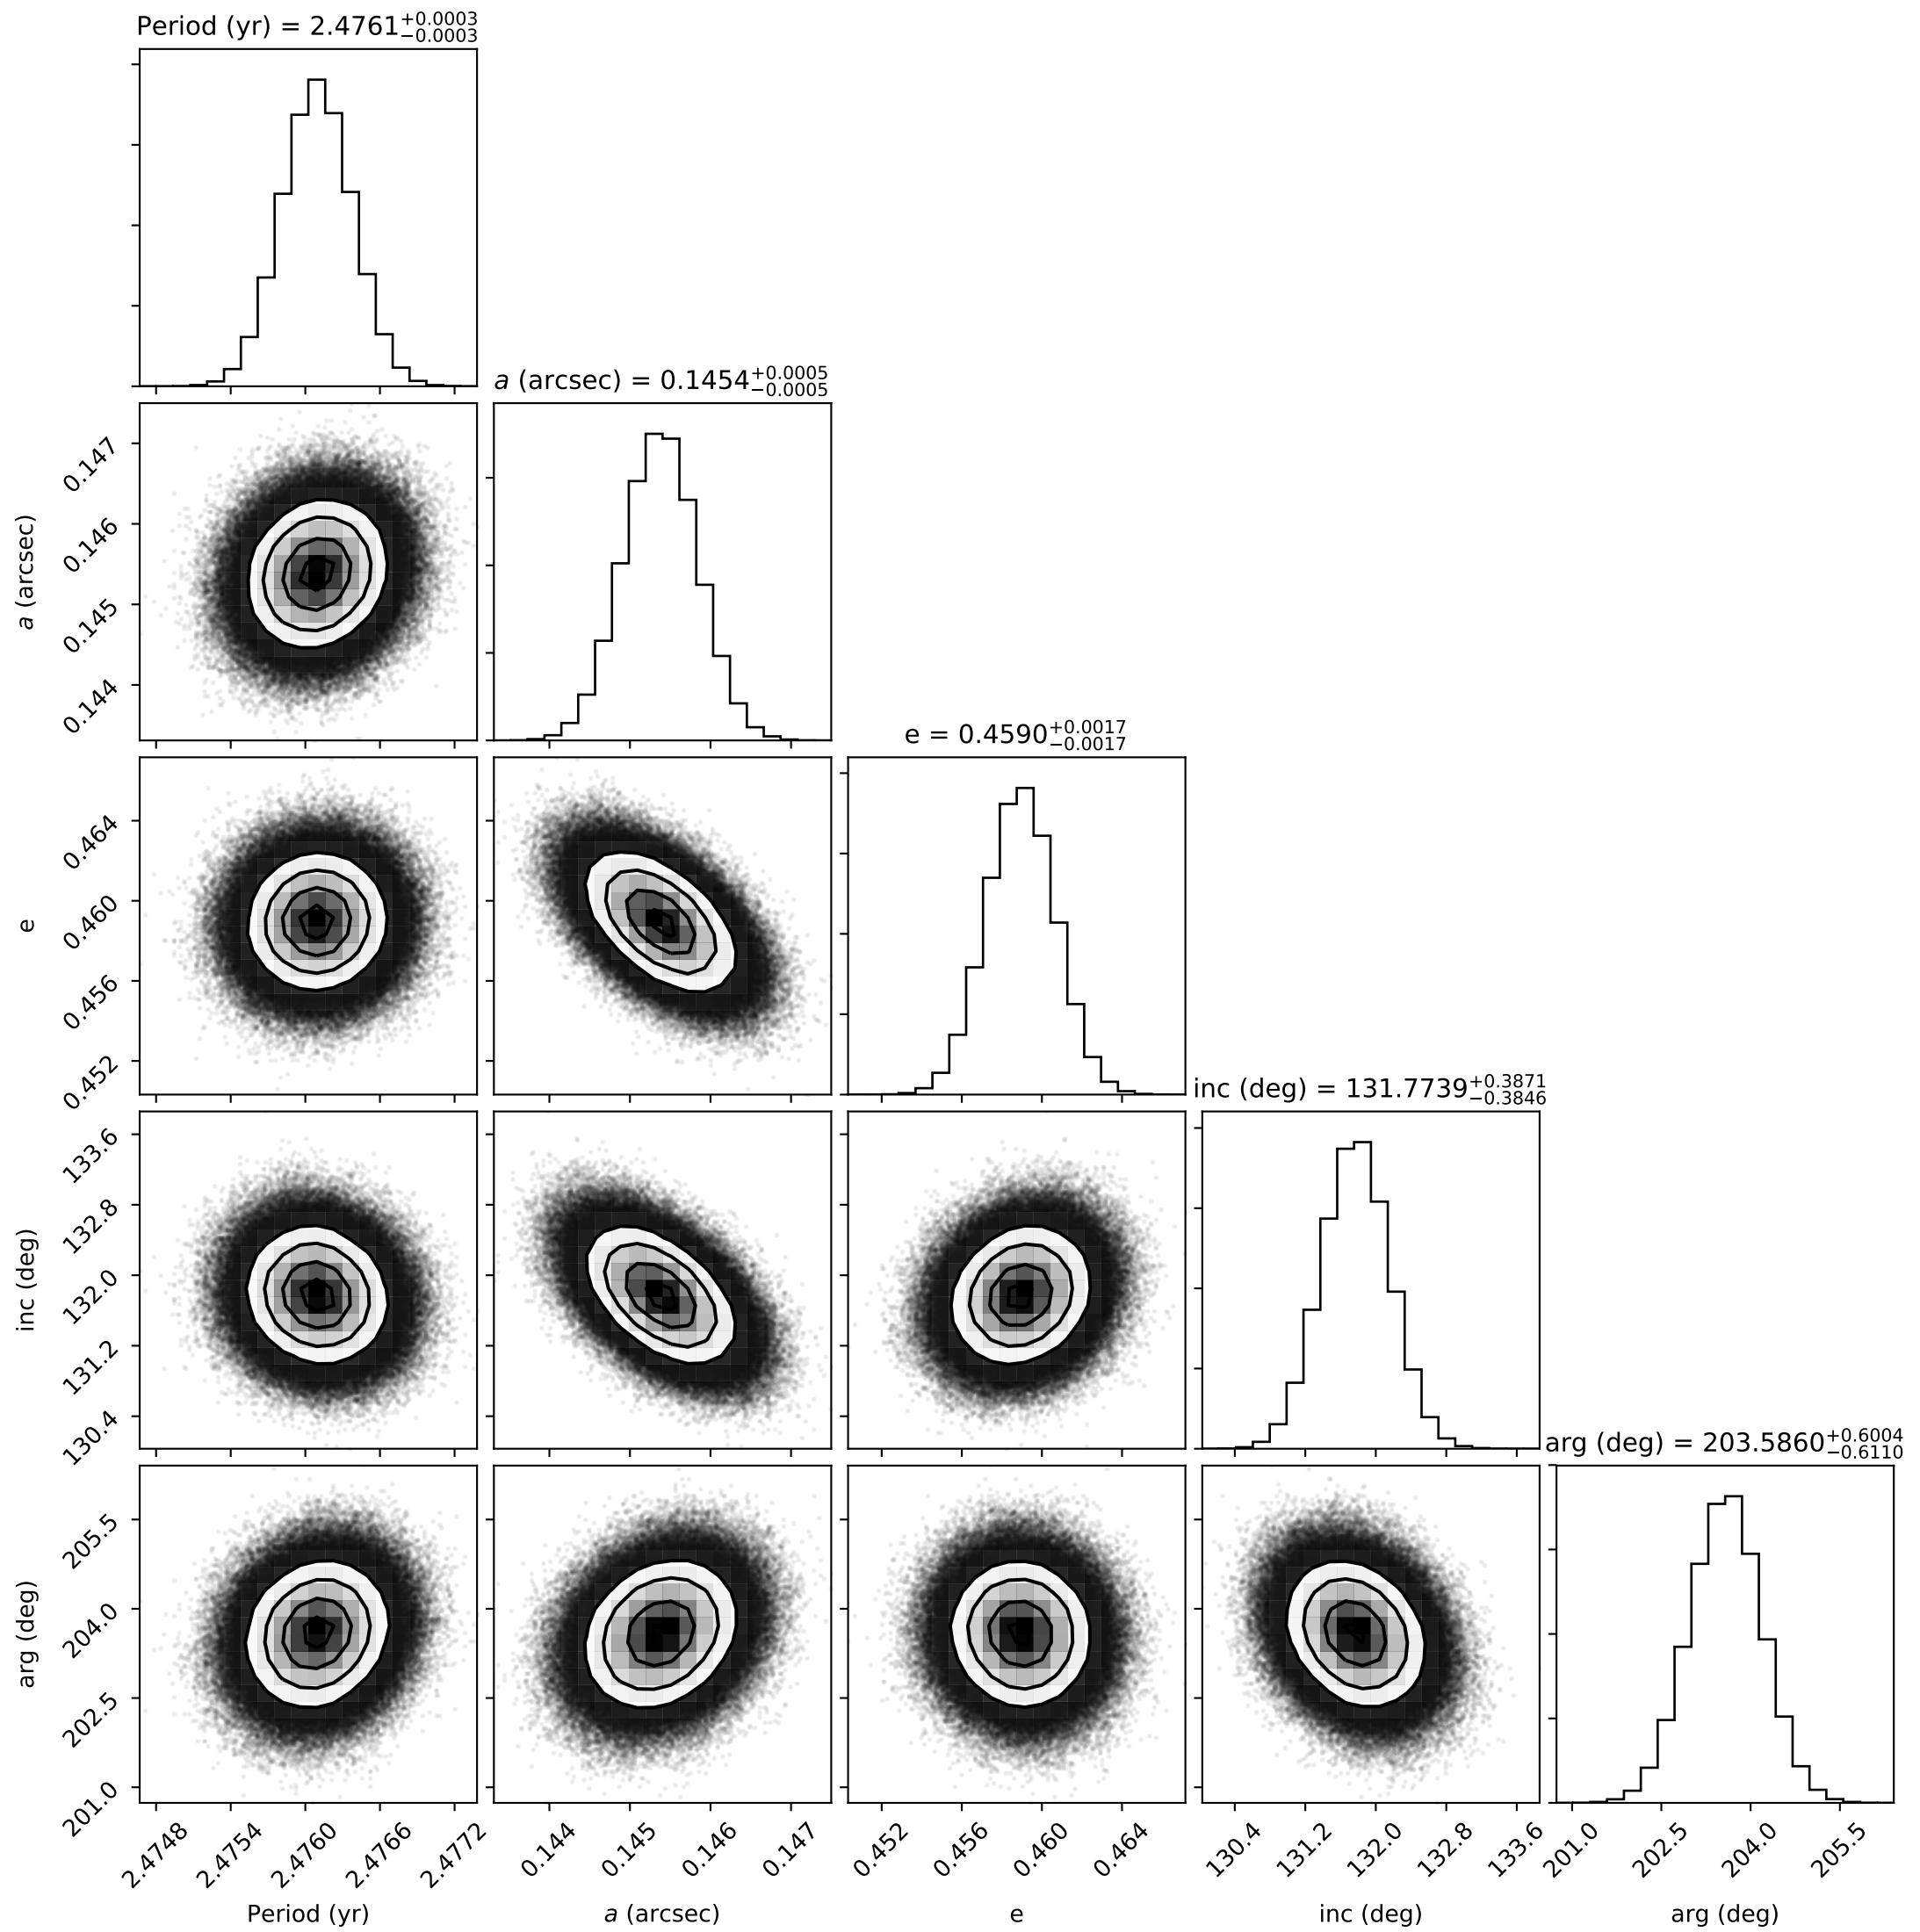 Period (yr) = 2.4761 +0.0003 −0.0003
a (arcsec) = 0.1454 +0.0005 −0.0005
0.147
0.146
0.145
0.144
a (arcsec)
e = 0.4590 +0.0017 −0.0017
0.464
0.460
0.456
0.452
e
inc (deg) = 131.7739 +0.3871 −0.3846
133.6
132.8
132.0
131.2
130.4
inc (deg)
arg (deg) = 203.5860 +0.6004 −0.6110
205.5
204.0
202.5
201.0
arg (deg)
2.4748 2.4754 2.4760 2.4766 2.4772 0.144 0.145 0.146 0.147 0.452 0.456 0.460 0.464 130.4 131.2 132.0 132.8 133.6 201.0 202.5 204.0 205.5
Period (yr) a (arcsec) e inc (deg) arg (deg)